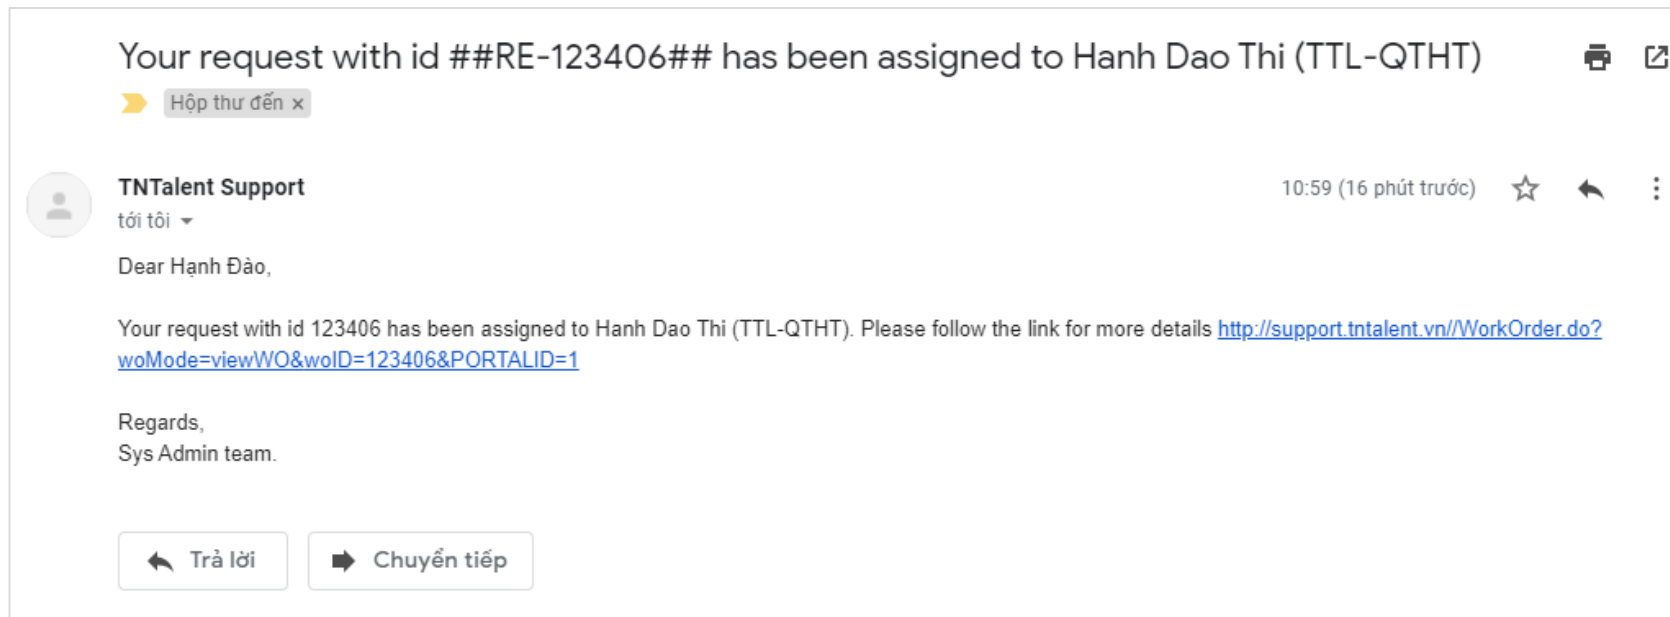 Your request with id ##RE-123406## has been assigned to Hanh Dao Thi (TTL-QTHT)
Hộp thư đến ×
TNTalent Support
10:59 (16 phút trước)
tới tôi
Dear Hạnh Đào,
Your request with id 123406 has been assigned to Hanh Dao Thi (TTL-QTHT). Please follow the link for more details http://support.tntalent.vn//WorkOrder.do?
woMode=viewWO&woID=123406&PORTALID=1
Regards,
Sys Admin team.
Trả lời
Chuyển tiếp